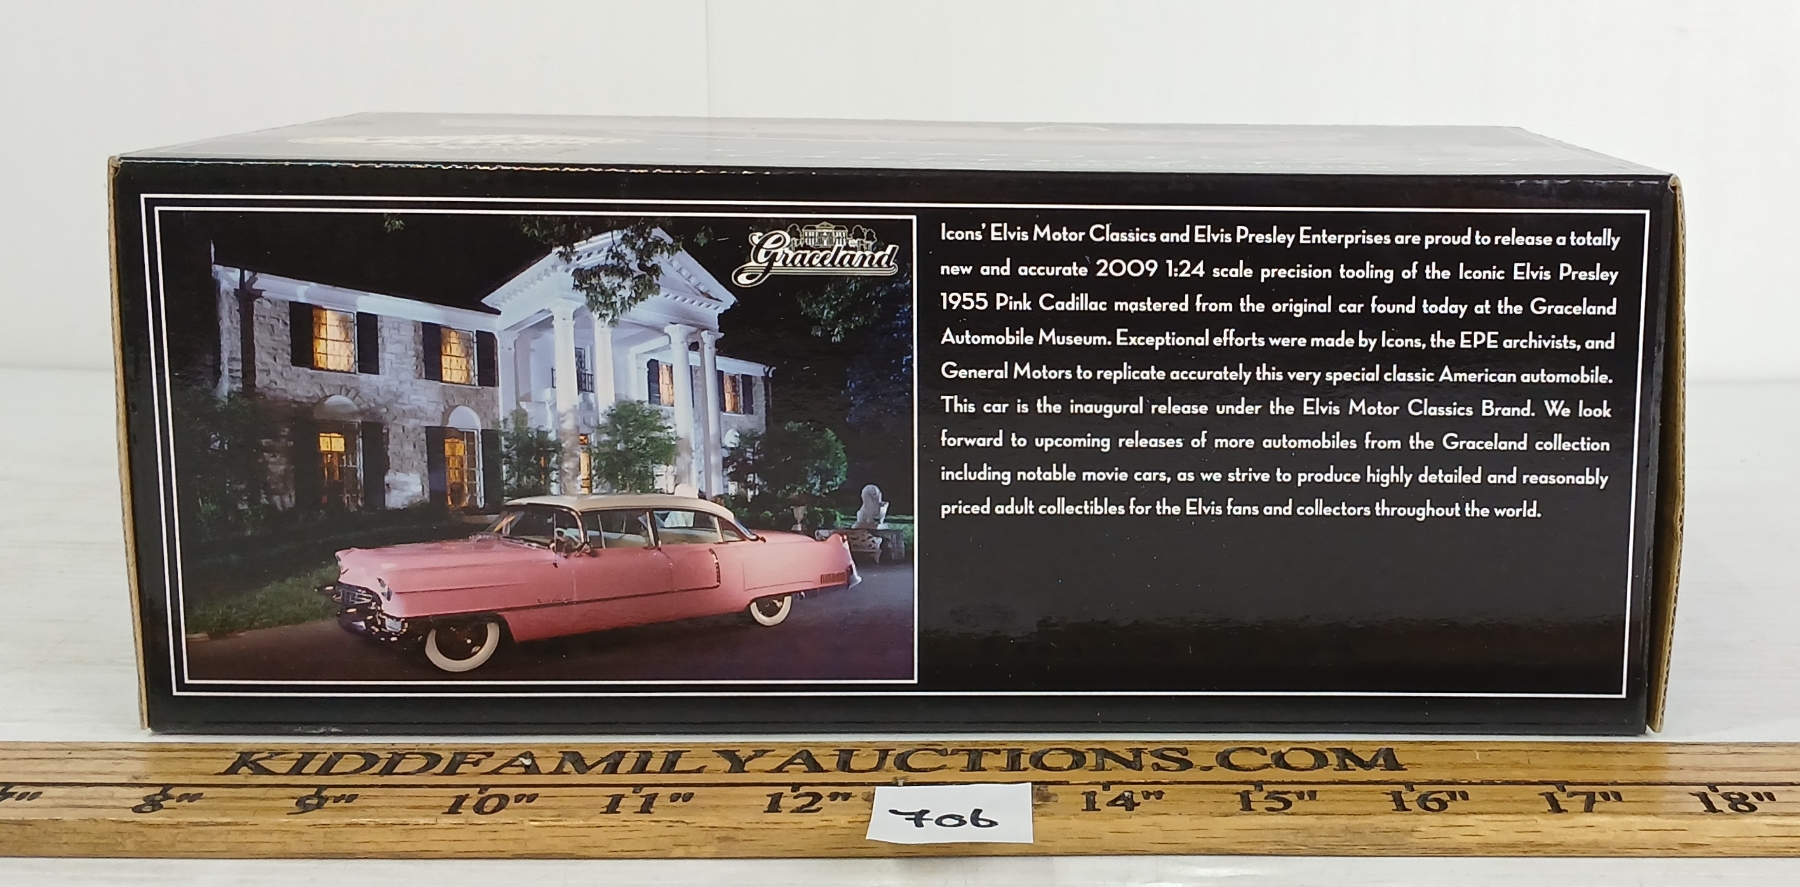 Graceland
Icons' Elvis Motor Classics and Elvis Presley Enterprises are proud to release a totally
new and accurate 2009 1:24 scale precision tooling of the Iconic Elvis Presley
1955 Pink Cadillac mastered from the original car found today at the Graceland
Automobile Museum. Exceptional efforts were made by Icons, the EPE archivists, and
General Motors to replicate accurately this very special classic American automobile.
This car is the inaugural release under the Elvis Motor Classics Brand. We look
forward to upcoming releases of more automobiles from the Graceland collection
including notable movie cars, as we strive to produce highly detailed and reasonably
priced adult collectibles for the Elvis fans and collectors throughout the world.
KIDDFAMILYAUCTIONS.COM
8" 9" 10" 11" 12" 14" 15" 16" 17" 18"
706